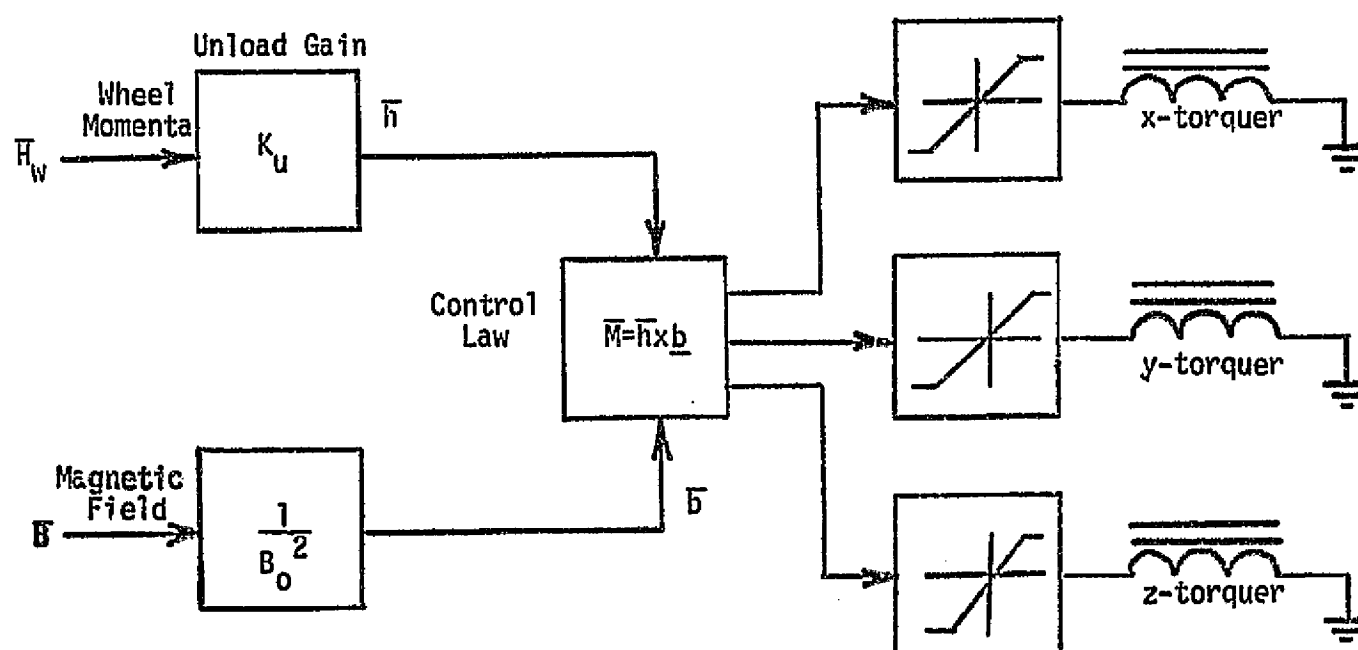 Unload Gain
Wheel
Momenta
H̅w
Ku
h̅
x-torquer
Control
Law
M̅=h̅xb̲
y-torquer
Magnetic
Field
B̅
1
Bo²
b̅
z-torquer